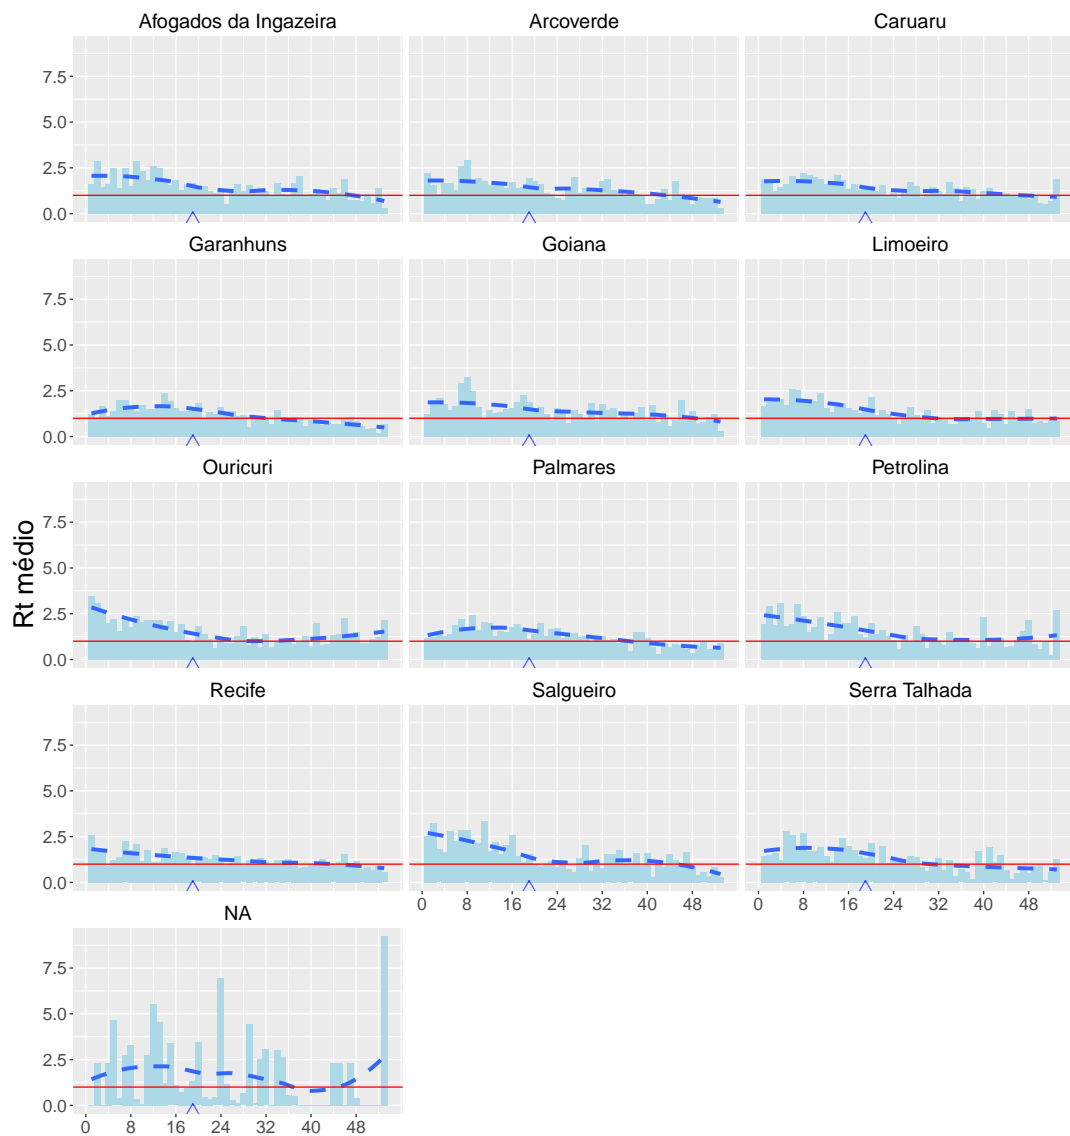 Afogados da Ingazeira Arcoverde Caruaru
7.5
5.0
2.5
0.0
Garanhuns Goiana Limoeiro
7.5
5.0
2.5
0.0
Ouricuri Palmares Petrolina
Rt médio
7.5
5.0
2.5
0.0
Recife Salgueiro Serra Talhada
7.5
5.0
2.5
0.0
0 8 16 24 32 40 48 0 8 16 24 32 40 48
NA
7.5
5.0
2.5
0.0
0 8 16 24 32 40 48